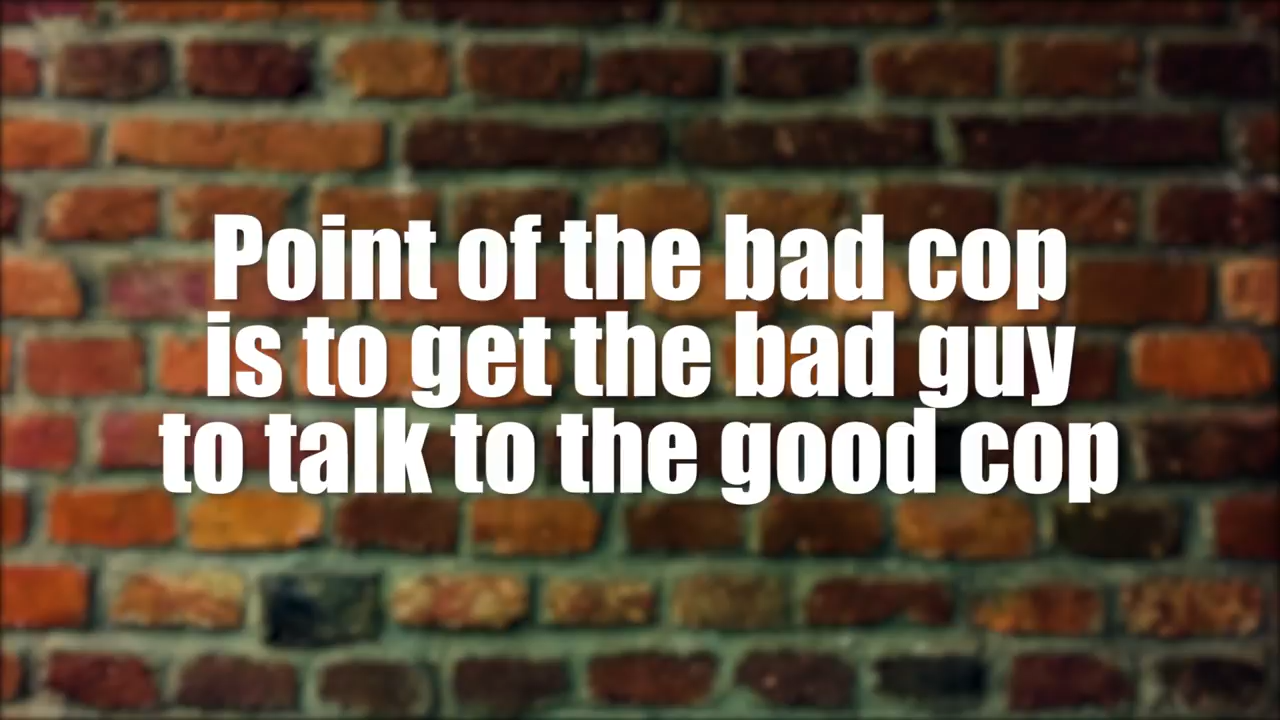 Point of the bad cop
is to get the bad guy
to talk to the good cop